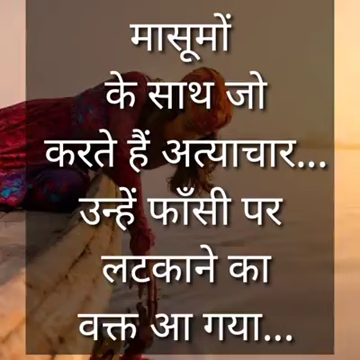 मासूमों
के साथ जो
करते हैं अत्याचार...
उन्हें फाँसी पर
लटकाने का
वक्त आ गया...